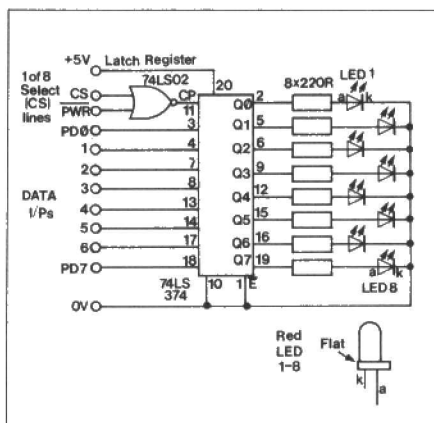 +5V
Latch Register
74LS02
20
1 of 8
Select
(CS)
lines
CS
PWR
CP
11
PDØ 3
1 4
2 7
3 8
4 13
5 14
6 17
PD7 18
DATA
I/Ps
0V
74LS
374
10
1 E
Q0 2
Q1 5
Q2 6
Q3 9
Q4 12
Q5 15
Q6 16
Q7 19
8x220R
LED 1
a k
a k
LED 8
Red
LED
1-8
Flat
k
a